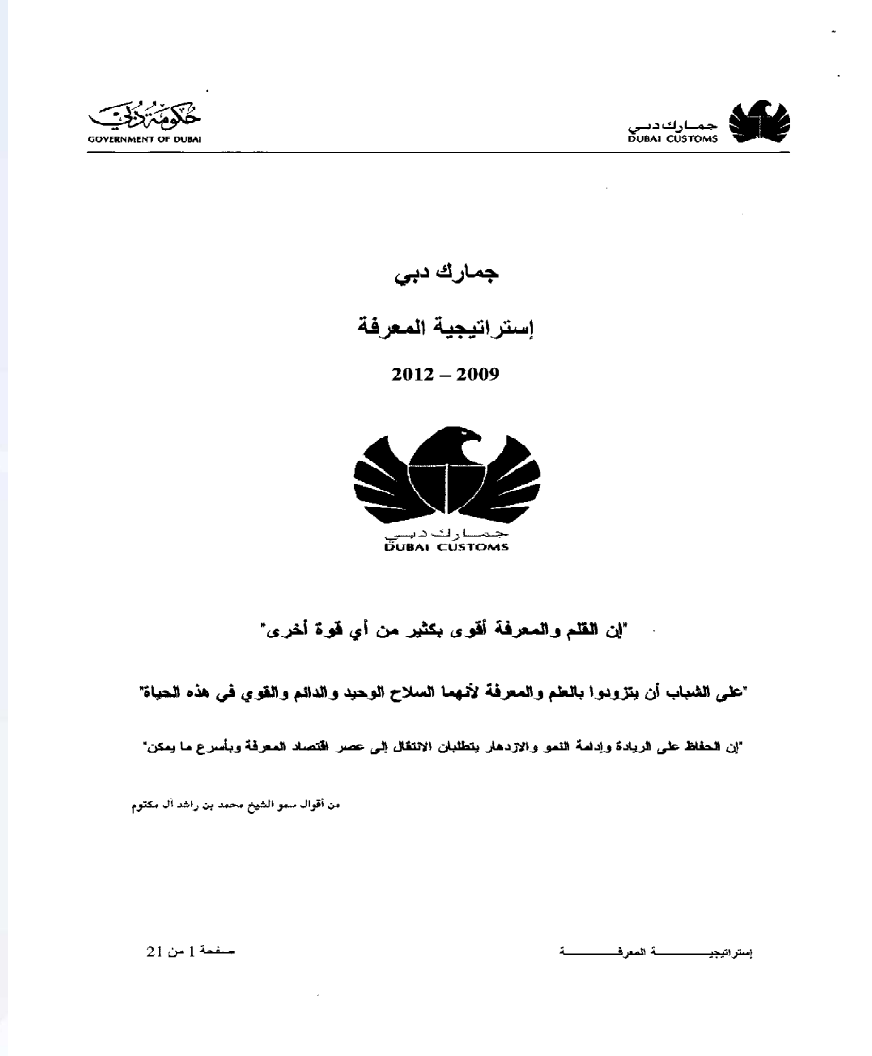 جمارك دبي
DUBAI CUSTOMS
حكومة دبي
GOVERNMENT OF DUBAI
جمارك دبي
إستراتيجية المعرفة
2009 – 2012
جمارك دبي
DUBAI CUSTOMS
"إن القلم والمعرفة أقوى بكثير من أي قوة أخرى"
"على الشباب أن يتزودوا بالعلم والمعرفة لأنهما السلاح الوحيد والدائم والقوي في هذه الحياة"
"إن الحفاظ على الريادة وإدامة النمو والازدهار يتطلبان الانتقال إلى عصر اقتصاد المعرفة وبأسرع ما يمكن"
من أقوال سمو الشيخ محمد بن راشد آل مكتوم
إستراتيجيـــة المعرفـــة
صفحة 1 من 21